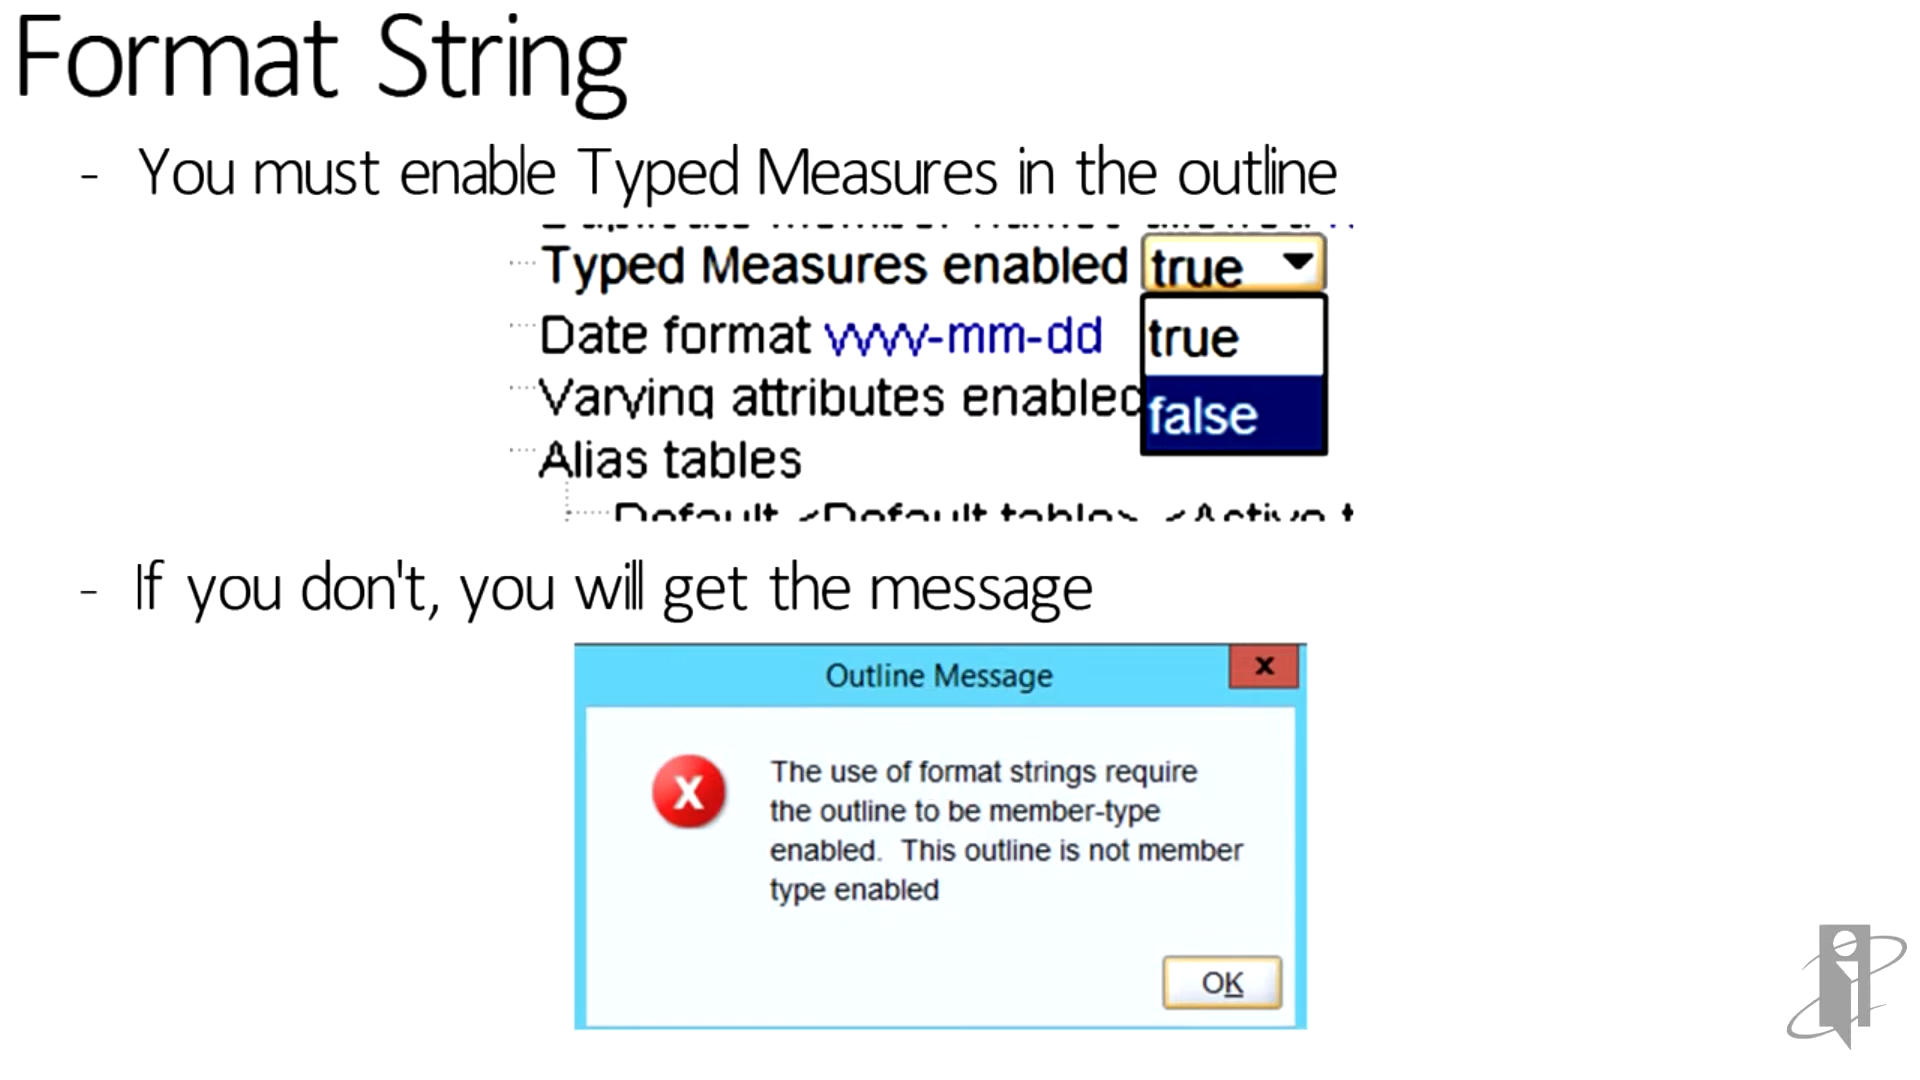 Format String
- You must enable Typed Measures in the outline
Typed Measures enabled true
true
false
Date format yyyy-mm-dd
Varying attributes enabled
Alias tables
Default <Default table> <Active t
- If you don't, you will get the message
Outline Message
x
The use of format strings require
the outline to be member-type
enabled. This outline is not member
type enabled
OK